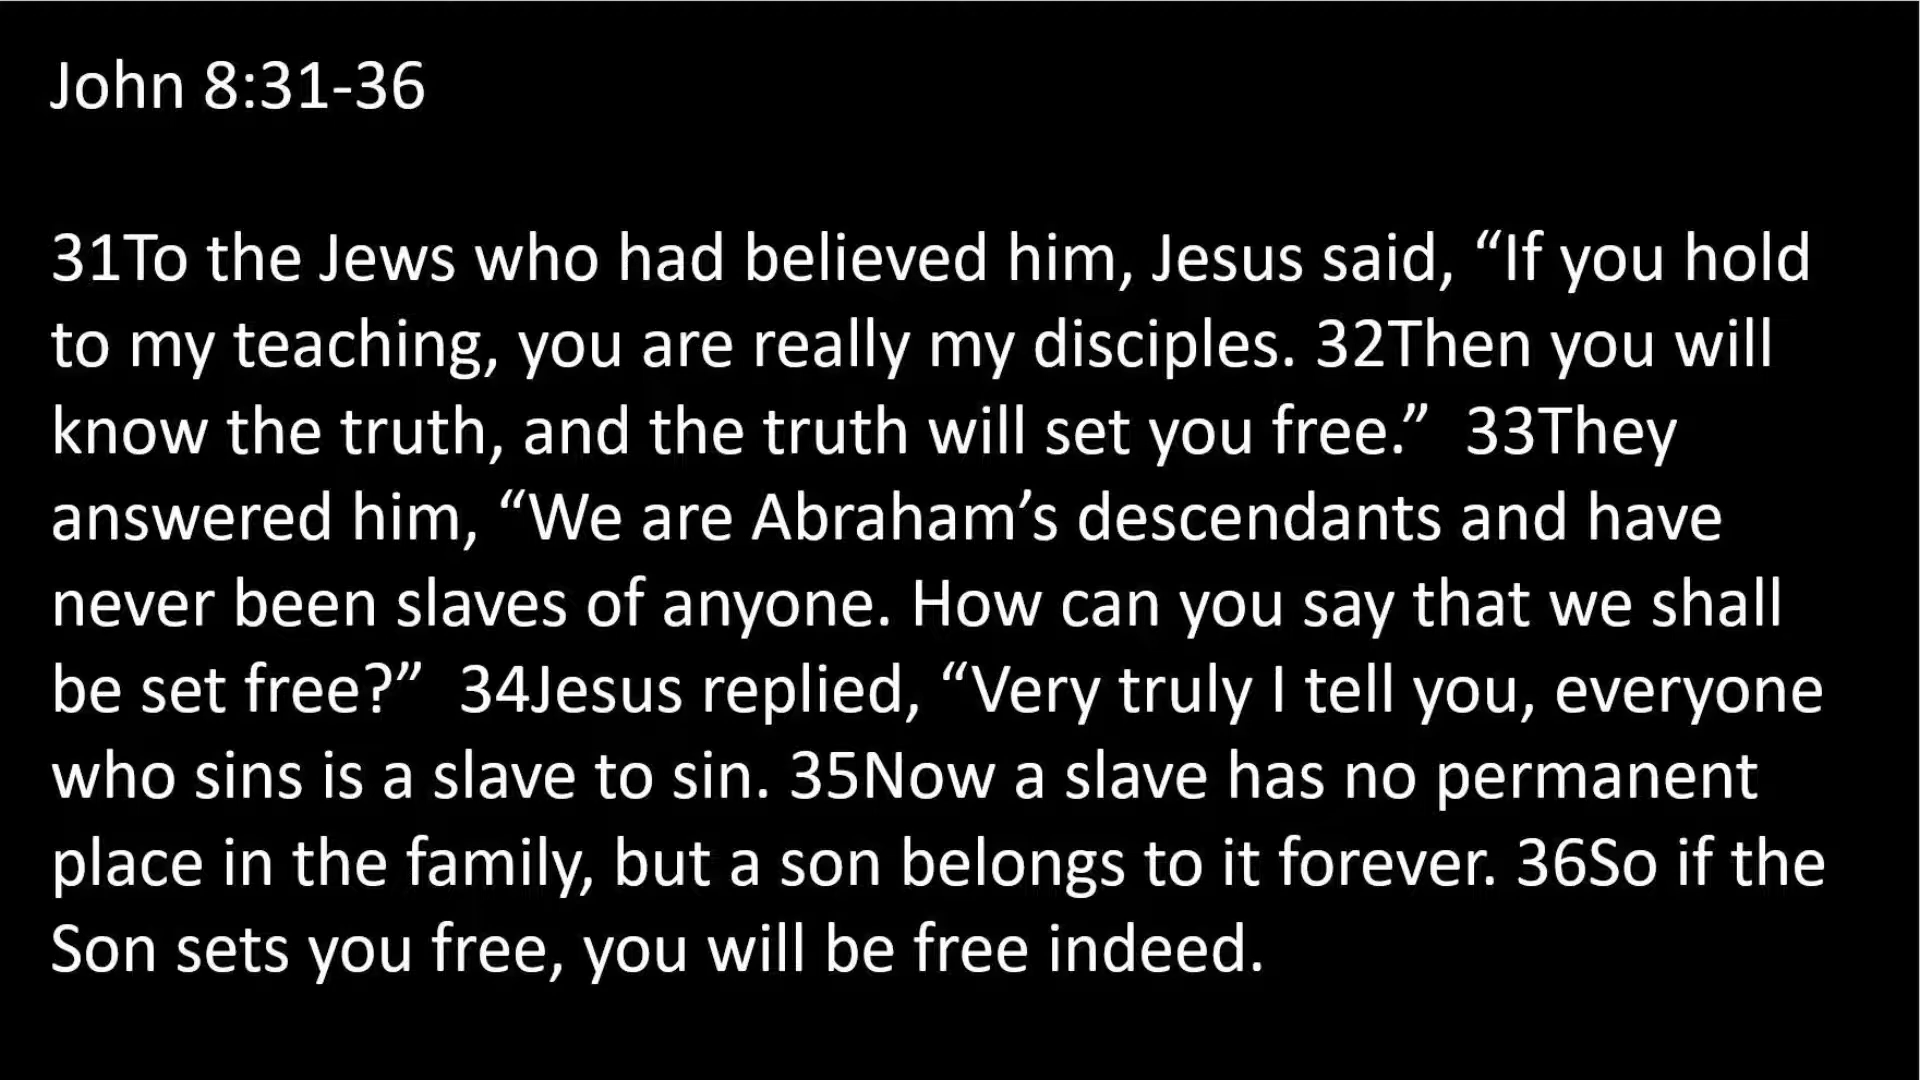 John 8:31-36
31To the Jews who had believed him, Jesus said, “If you hold
to my teaching, you are really my disciples. 32Then you will
know the truth, and the truth will set you free.”  33They
answered him, “We are Abraham’s descendants and have
never been slaves of anyone. How can you say that we shall
be set free?”  34Jesus replied, “Very truly I tell you, everyone
who sins is a slave to sin. 35Now a slave has no permanent
place in the family, but a son belongs to it forever. 36So if the
Son sets you free, you will be free indeed.